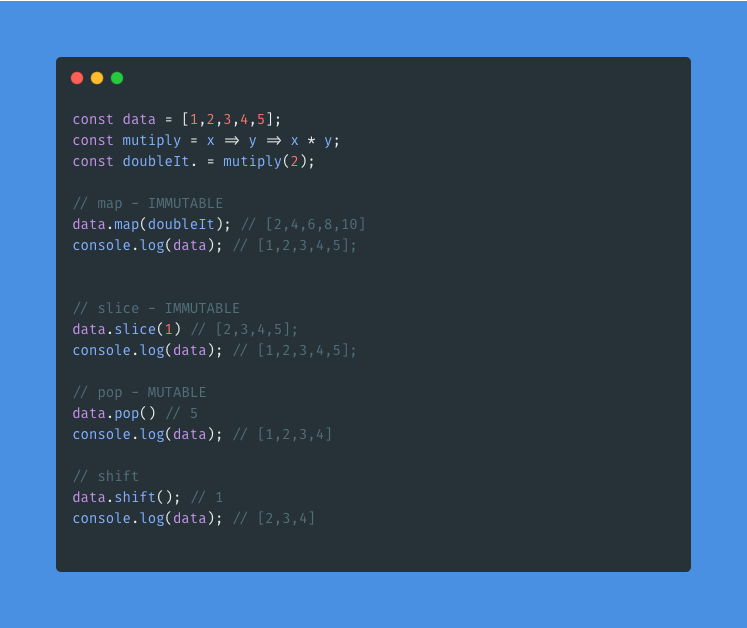 const data = [1,2,3,4,5];
const mutiply = x => y => x * y;
const doubleIt. = mutiply(2);
// map - IMMUTABLE
data.map(doubleIt); // [2,4,6,8,10]
console.log(data); // [1,2,3,4,5];
// slice - IMMUTABLE
data.slice(1) // [2,3,4,5];
console.log(data); // [1,2,3,4,5];
// pop - MUTABLE
data.pop() // 5
console.log(data); // [1,2,3,4]
// shift
data.shift(); // 1
console.log(data); // [2,3,4]